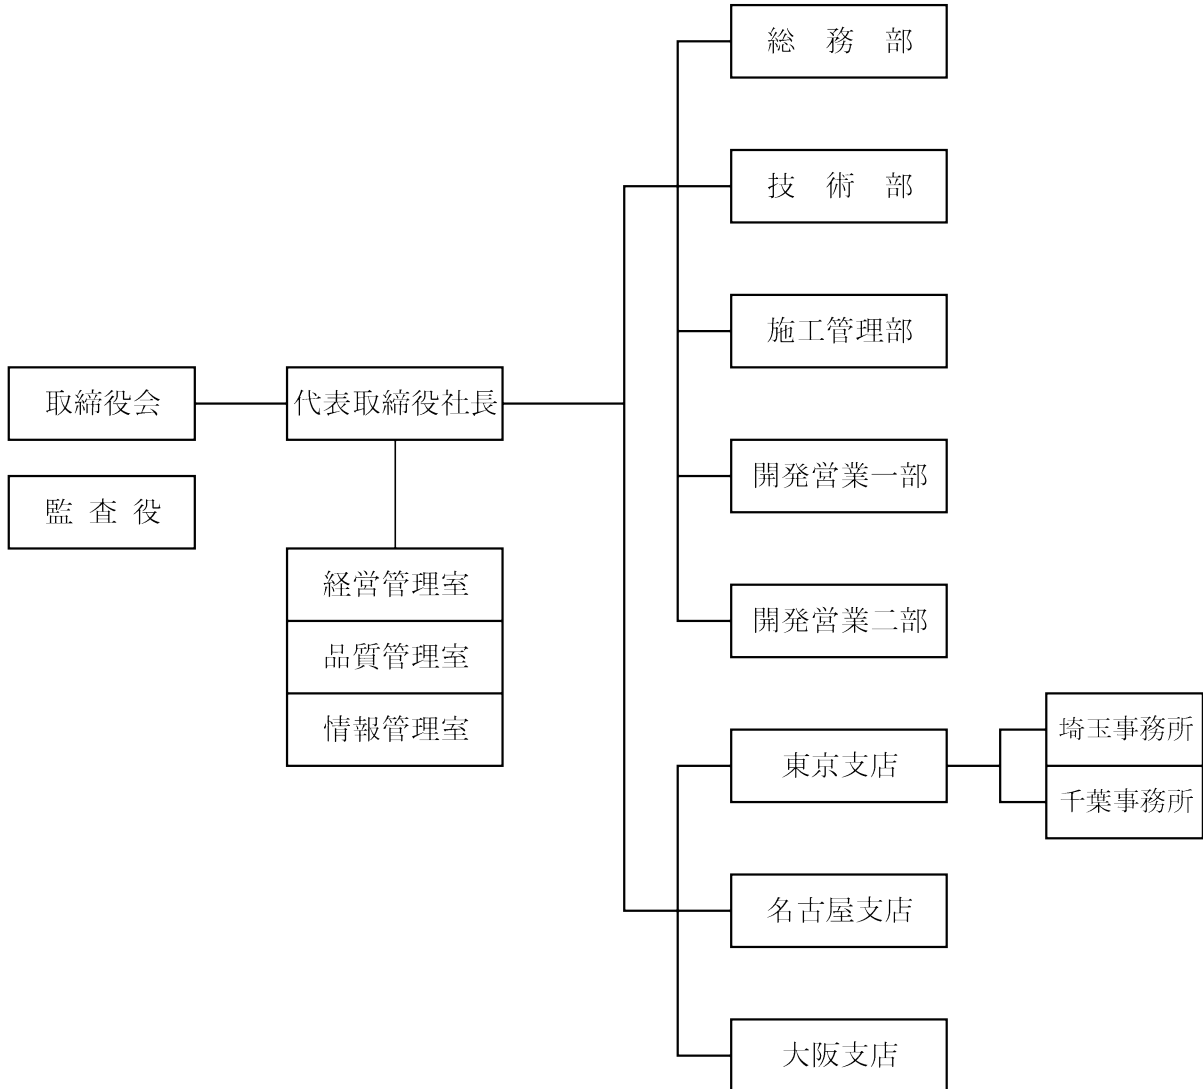 総　務　部
技　術　部
施工管理部
取締役会
代表取締役社長
開発営業一部
監 査 役
経営管理室
開発営業二部
品質管理室
情報管理室
東京支店
埼玉事務所
千葉事務所
名古屋支店
大阪支店